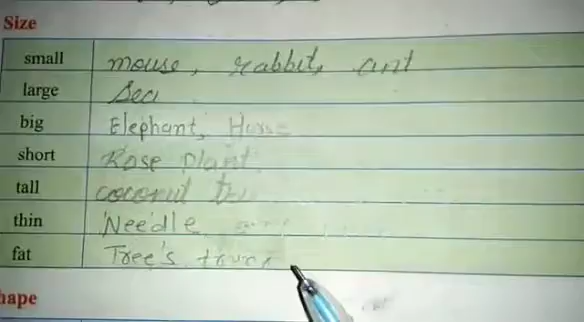 Size
small mouse, rabbit, ant
large Sea
big Elephant, Horse
short Rose plant
tall coconut
thin Needle
fat Tree's trunk
hape